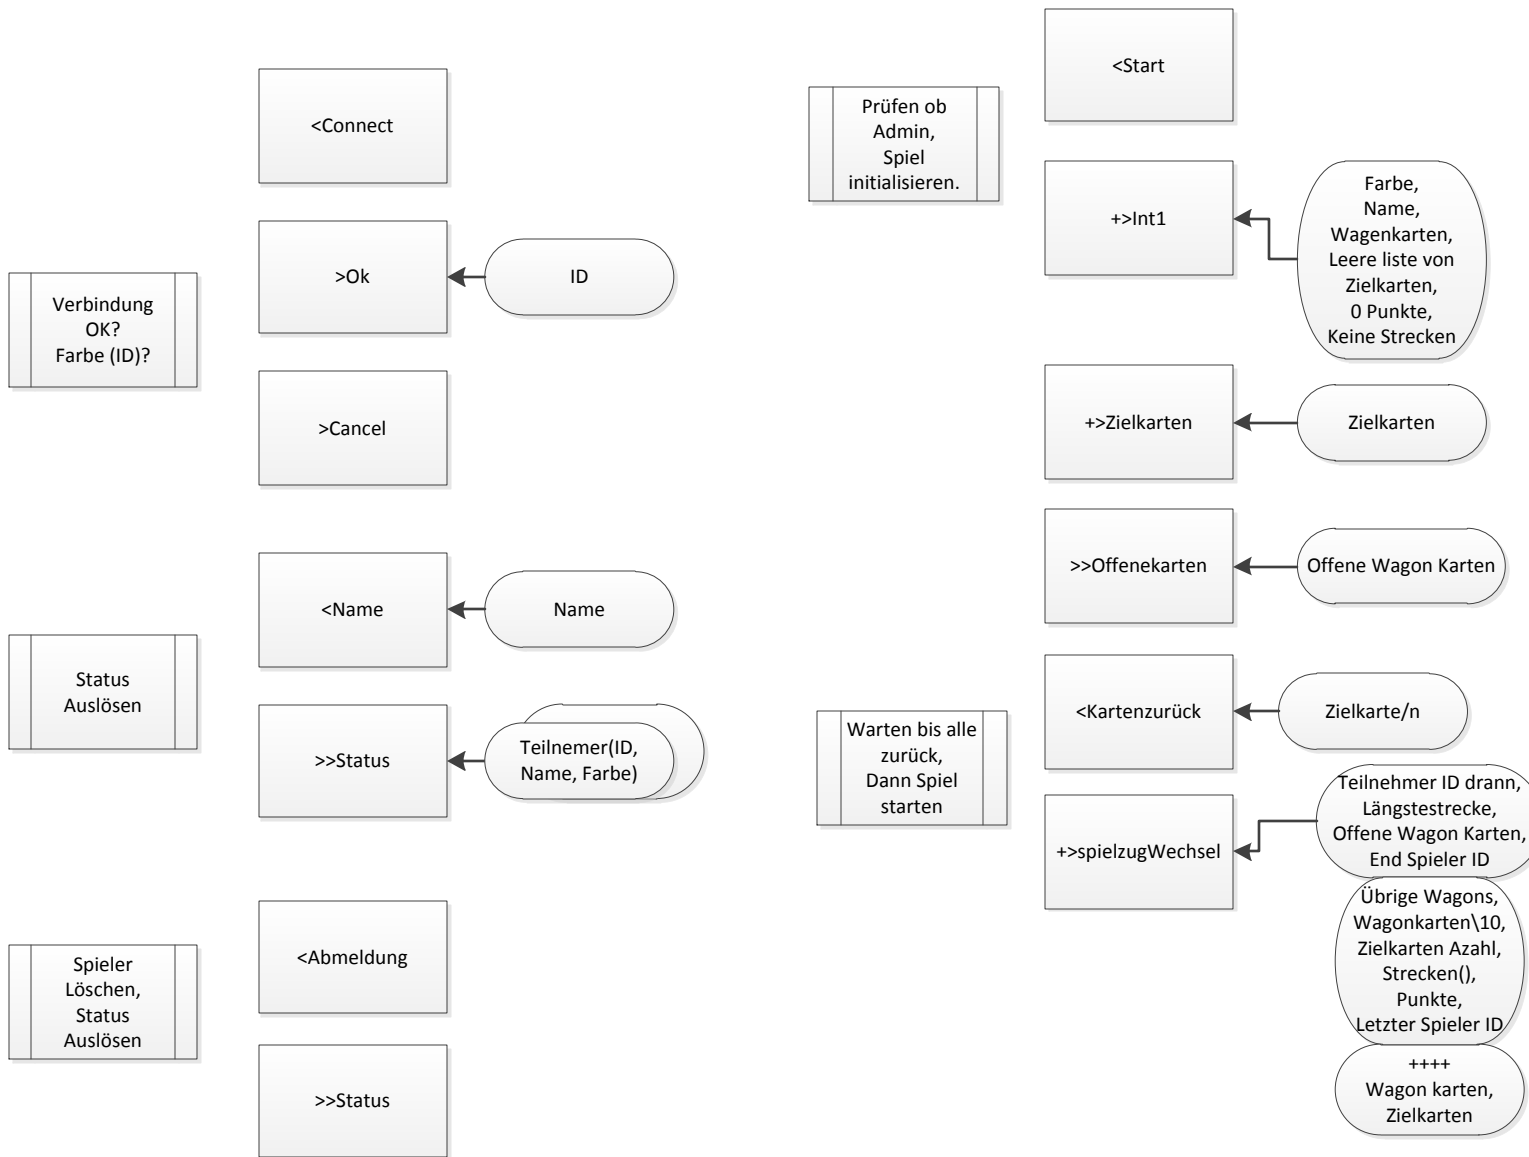 <Connect
>Ok
ID
Verbindung
OK?
Farbe (ID)?
>Cancel
<Name
Name
Status
Auslösen
>>Status
Teilnemer(ID,
Name, Farbe)
<Abmeldung
Spieler
Löschen,
Status
Auslösen
>>Status
<Start
Prüfen ob
Admin,
Spiel
initialisieren.
+>Int1
Farbe,
Name,
Wagenkarten,
Leere liste von
Zielkarten,
0 Punkte,
Keine Strecken
+>Zielkarten
Zielkarten
>>Offenekarten
Offene Wagon Karten
<Kartenzurück
Zielkarte/n
Warten bis alle
zurück,
Dann Spiel
starten
+>spielzugWechsel
Teilnehmer ID drann,
Längstestrecke,
Offene Wagon Karten,
End Spieler ID
Übrige Wagons,
Wagonkarten\10,
Zielkarten Azahl,
Strecken(),
Punkte,
Letzter Spieler ID
++++
Wagon karten,
Zielkarten